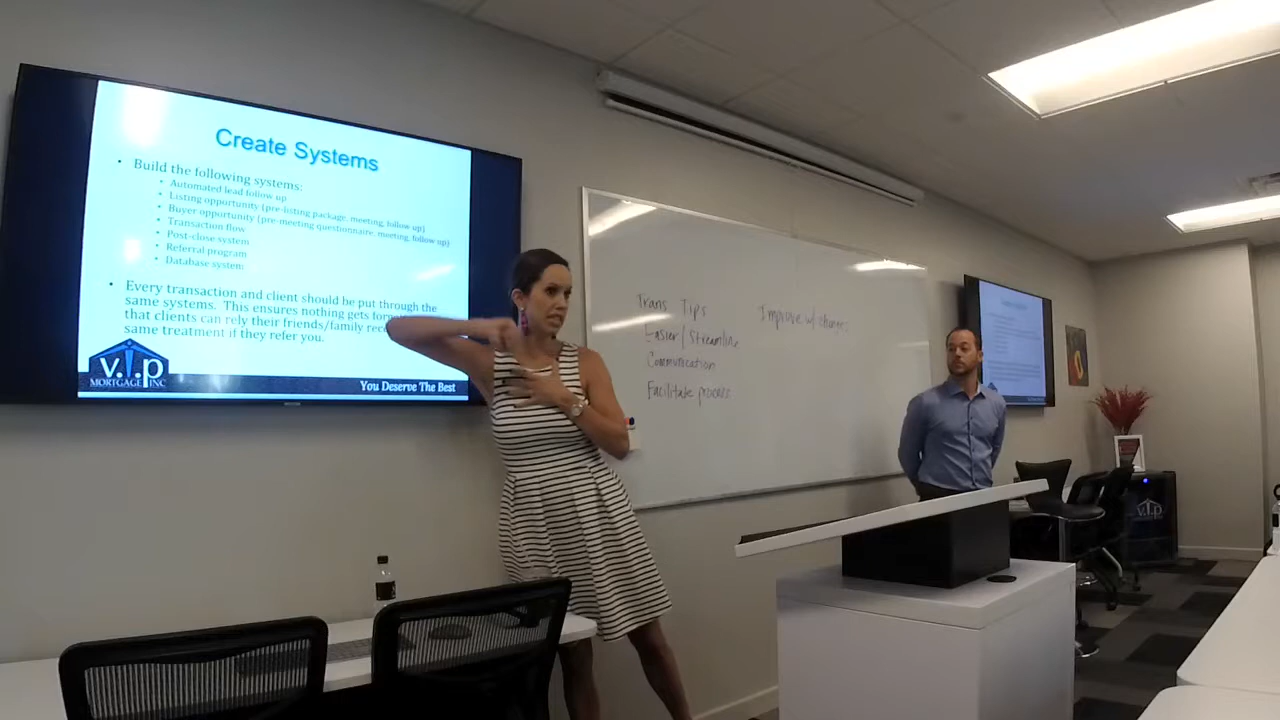 Create Systems
• Build the following systems:
• Automated lead follow up
• Listing opportunity (pre-listing package, meeting, follow up)
• Buyer opportunity (pre-meeting questionnaire, meeting, follow up)
• Transaction flow
• Post-close system
• Referral program
• Database system
• Every transaction and client should be put through the
same systems. This ensures nothing gets
that clients can rely their friends/family
same treatment if they refer you.
v.i.p
MORTGAGE INC
You Deserve The Best
Trans Tips
Easier/Streamline
Communication
Facilitate process
Improve w/
v.i.p